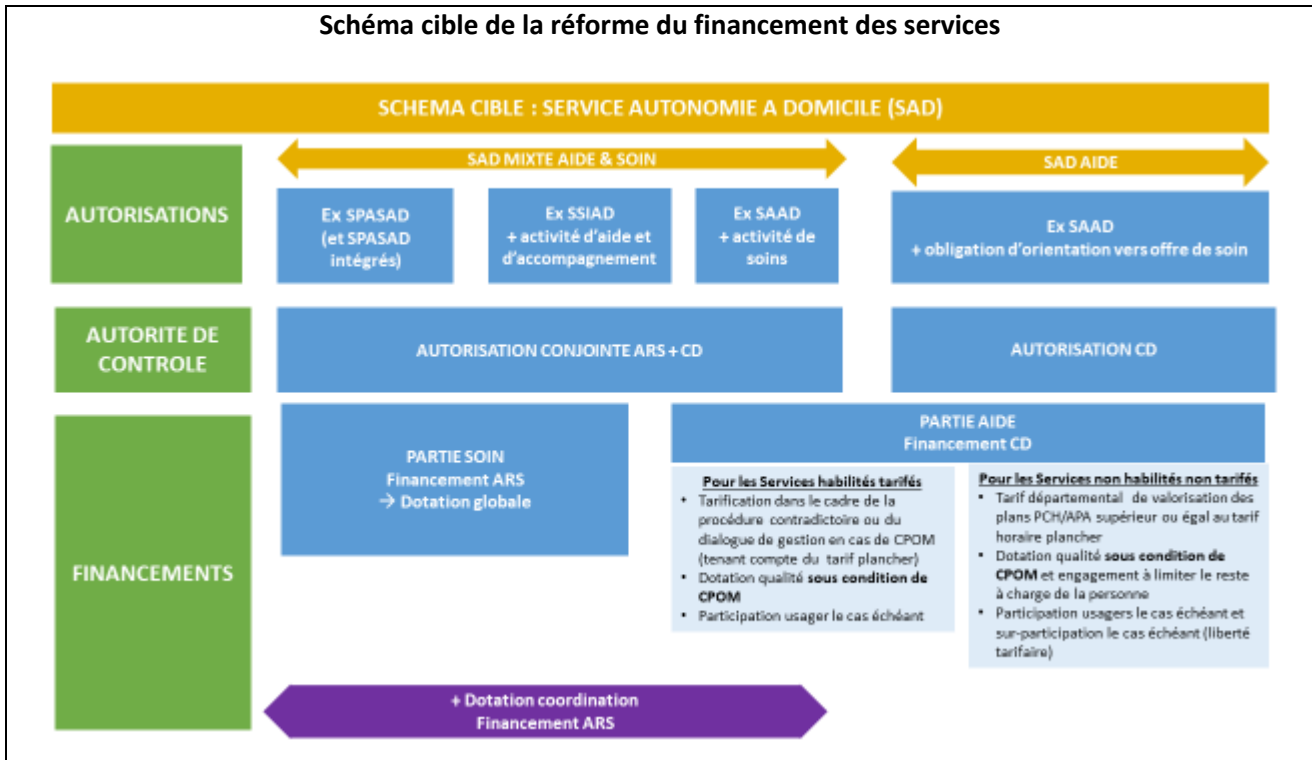 Schéma cible de la réforme du financement des services
SCHEMA CIBLE : SERVICE AUTONOMIE A DOMICILE (SAD)
AUTORISATIONS
SAD MIXTE AIDE & SOIN
SAD AIDE
Ex SPASAD
(et SPASAD
intégrés)
Ex SSIAD
+ activité d'aide et
d'accompagnement
Ex SAAD
+ activité de
soins
Ex SAAD
+ obligation d'orientation vers offre de soin
AUTORITE DE
CONTROLE
AUTORISATION CONJOINTE ARS + CD
AUTORISATION CD
FINANCEMENTS
PARTIE SOIN
Financement ARS
→ Dotation globale
PARTIE AIDE
Financement CD
Pour les Services habilités tarifés
• Tarification dans le cadre de la
procédure contradictoire ou du
dialogue de gestion en cas de CPOM
(tenant compte du tarif plancher)
• Dotation qualité sous condition de
CPOM
• Participation usager le cas échéant
Pour les Services non habilités non tarifés
• Tarif départemental de valorisation des
plans PCH/APA supérieur ou égal au tarif
horaire plancher
• Dotation qualité sous condition de
CPOM et engagement à limiter le reste
à charge de la personne
• Participation usagers le cas échéant et
sur-participation le cas échéant (liberté
tarifaire)
+ Dotation coordination
Financement ARS